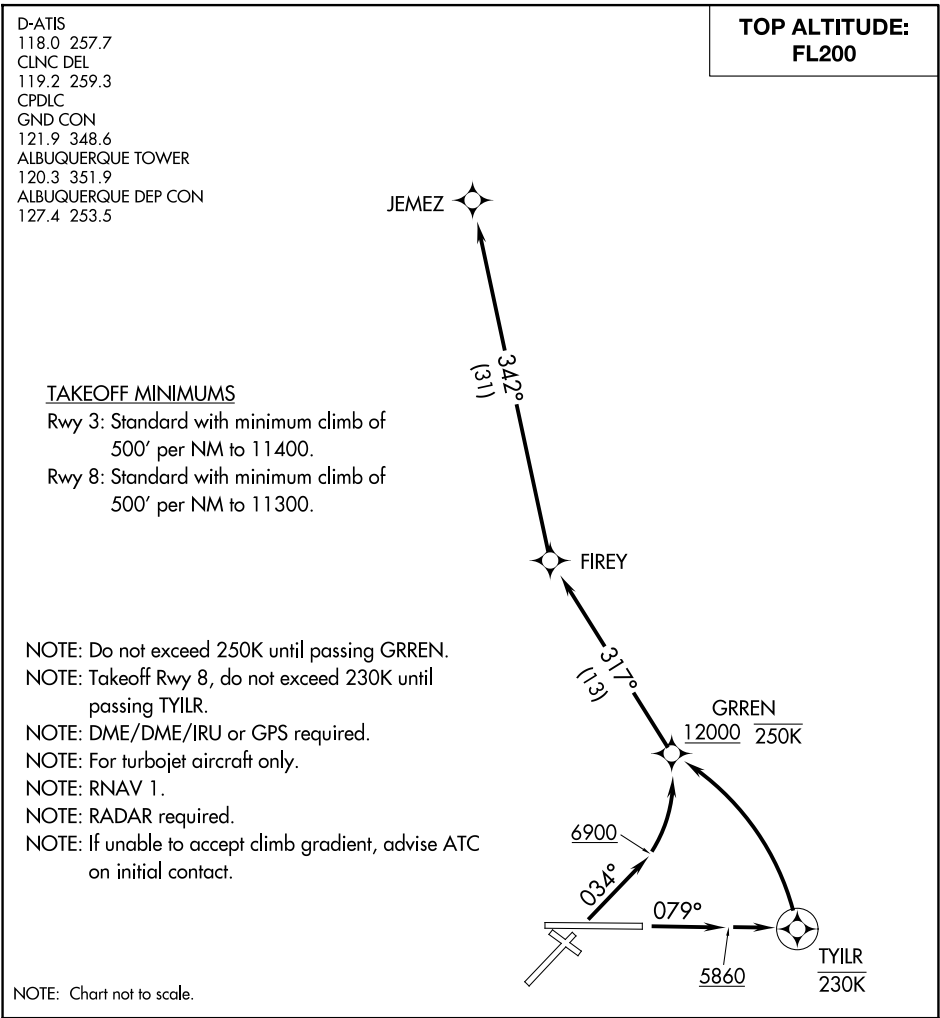 D-ATIS
118.0 257.7
CLNC DEL
119.2 259.3
CPDLC
GND CON
121.9 348.6
ALBUQUERQUE TOWER
120.3 351.9
ALBUQUERQUE DEP CON
127.4 253.5
TOP ALTITUDE:
FL200
JEMEZ
342°
(31)
TAKEOFF MINIMUMS
Rwy 3: Standard with minimum climb of
500′ per NM to 11400.
Rwy 8: Standard with minimum climb of
500′ per NM to 11300.
FIREY
317°
(13)
GRREN
12000 250K
NOTE: Do not exceed 250K until passing GRREN.
NOTE: Takeoff Rwy 8, do not exceed 230K until
passing TYILR.
NOTE: DME/DME/IRU or GPS required.
NOTE: For turbojet aircraft only.
NOTE: RNAV 1.
NOTE: RADAR required.
NOTE: If unable to accept climb gradient, advise ATC
on initial contact.
6900
034°
079°
5860
TYILR
230K
NOTE: Chart not to scale.